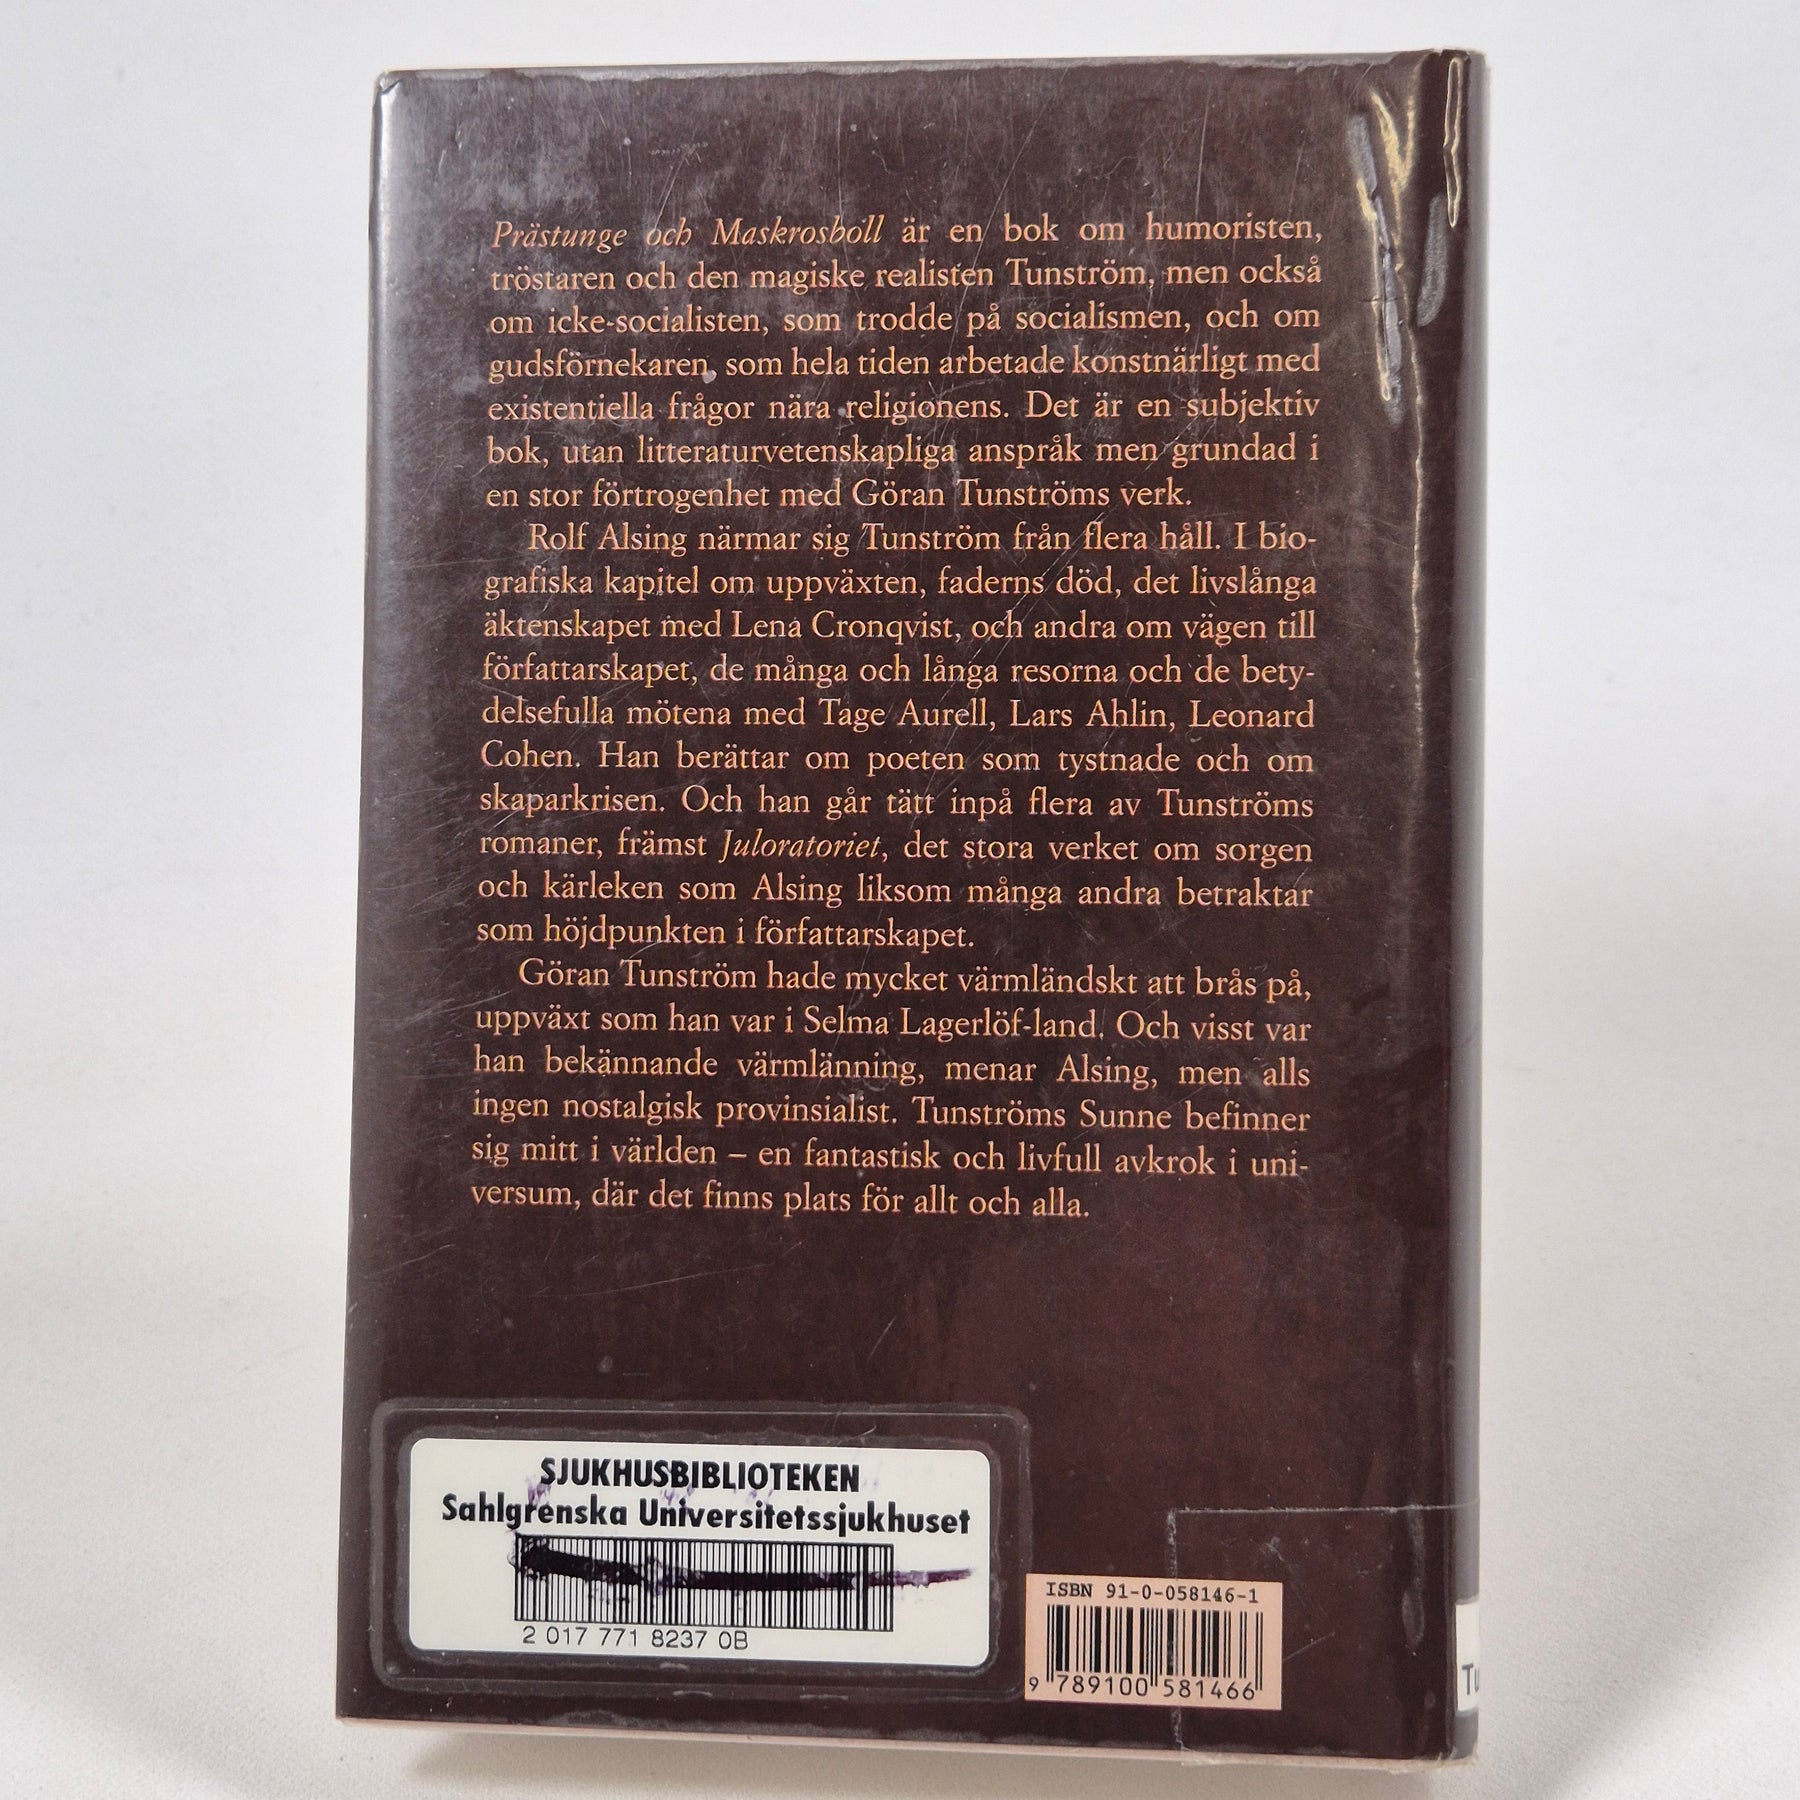 Prästunge och Maskrosboll är en bok om humoristen,
tröstaren och den magiske realisten Tunström, men också
om icke-socialisten, som trodde på socialismen, och om
gudsförnekaren, som hela tiden arbetade konstnärligt med
existentiella frågor nära religionens. Det är en subjektiv
bok, utan litteraturvetenskapliga anspråk men grundad i
en stor förtrogenhet med Göran Tunströms verk.
Rolf Alsing närmar sig Tunström från flera håll. I bio-
grafiska kapitel om uppväxten, faderns död, det livslånga
äktenskapet med Lena Cronqvist, och andra om vägen till
författarskapet, de många och långa resorna och de bety-
delsefulla mötena med Tage Aurell, Lars Ahlin, Leonard
Cohen. Han berättar om poeten som tystnade och om
skaparkrisen. Och han går tätt inpå flera av Tunströms
romaner, främst Juloratoriet, det stora verket om sorgen
och kärleken som Alsing liksom många andra betraktar
som höjdpunkten i författarskapet.
Göran Tunström hade mycket värmländskt att brås på,
uppväxt som han var i Selma Lagerlöf-land. Och visst var
han bekännande värmlänning, menar Alsing, men alls
ingen nostalgisk provinsialist. Tunströms Sunne befinner
sig mitt i världen – en fantastisk och livfull avkrok i uni-
versum, där det finns plats för allt och alla.
SJUKHUSBIBLIOTEKEN
Sahlgrenska Universitetssjukhuset
2 017 771 8237 0B
ISBN 91-0-058146-1
9 789100 581466
Tu